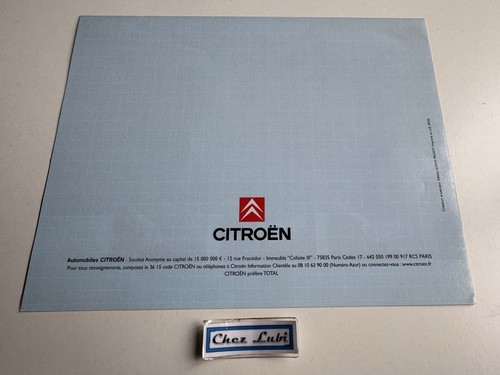 CITROËN
Automobiles CITROËN - Société Anonyme au capital de 15 000 000 € - 12 rue Fructidor - Immeuble "Colisée III" - 75835 Paris Cedex 17 - 642 050 199 00 917 RCS PARIS
Pour tous renseignements, composez le 36 15 code CITROËN ou téléphonez à Citroën Information Clientèle au 08 10 63 90 00 (Numéro Azur) ou connectez-vous : www.citroën.fr
CITROËN préfère TOTAL
Chez Lubi